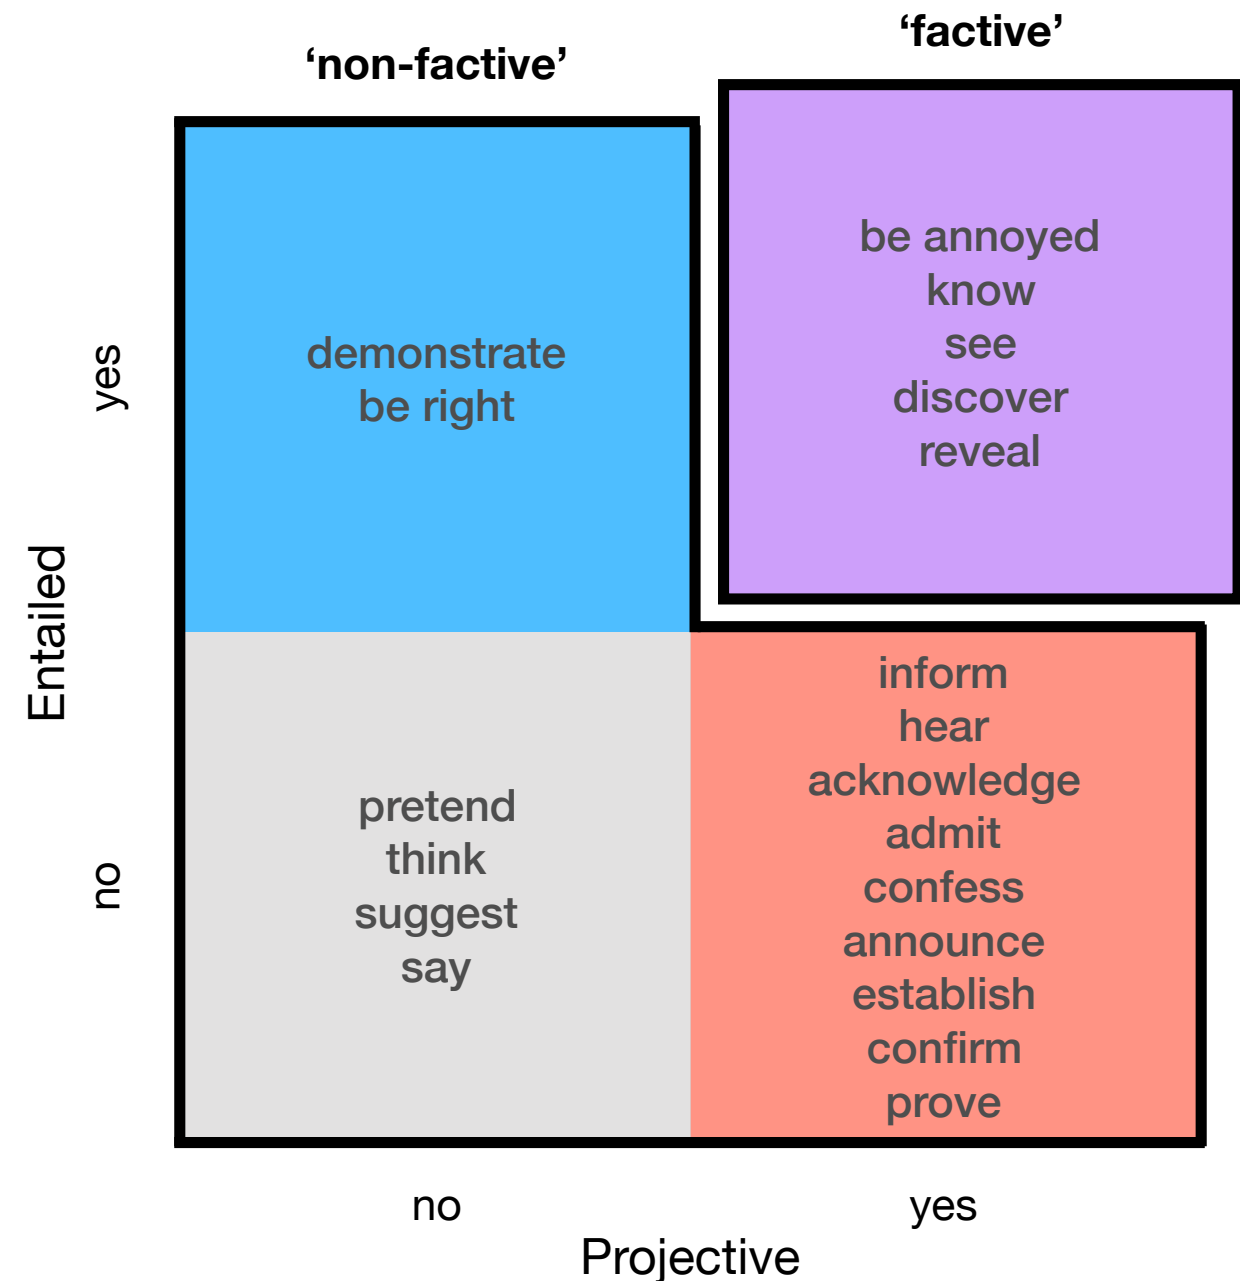 ‘non-factive’
‘factive’
Entailed
yes
no
demonstrate
be right
be annoyed
know
see
discover
reveal
pretend
think
suggest
say
inform
hear
acknowledge
admit
confess
announce
establish
confirm
prove
no
yes
Projective